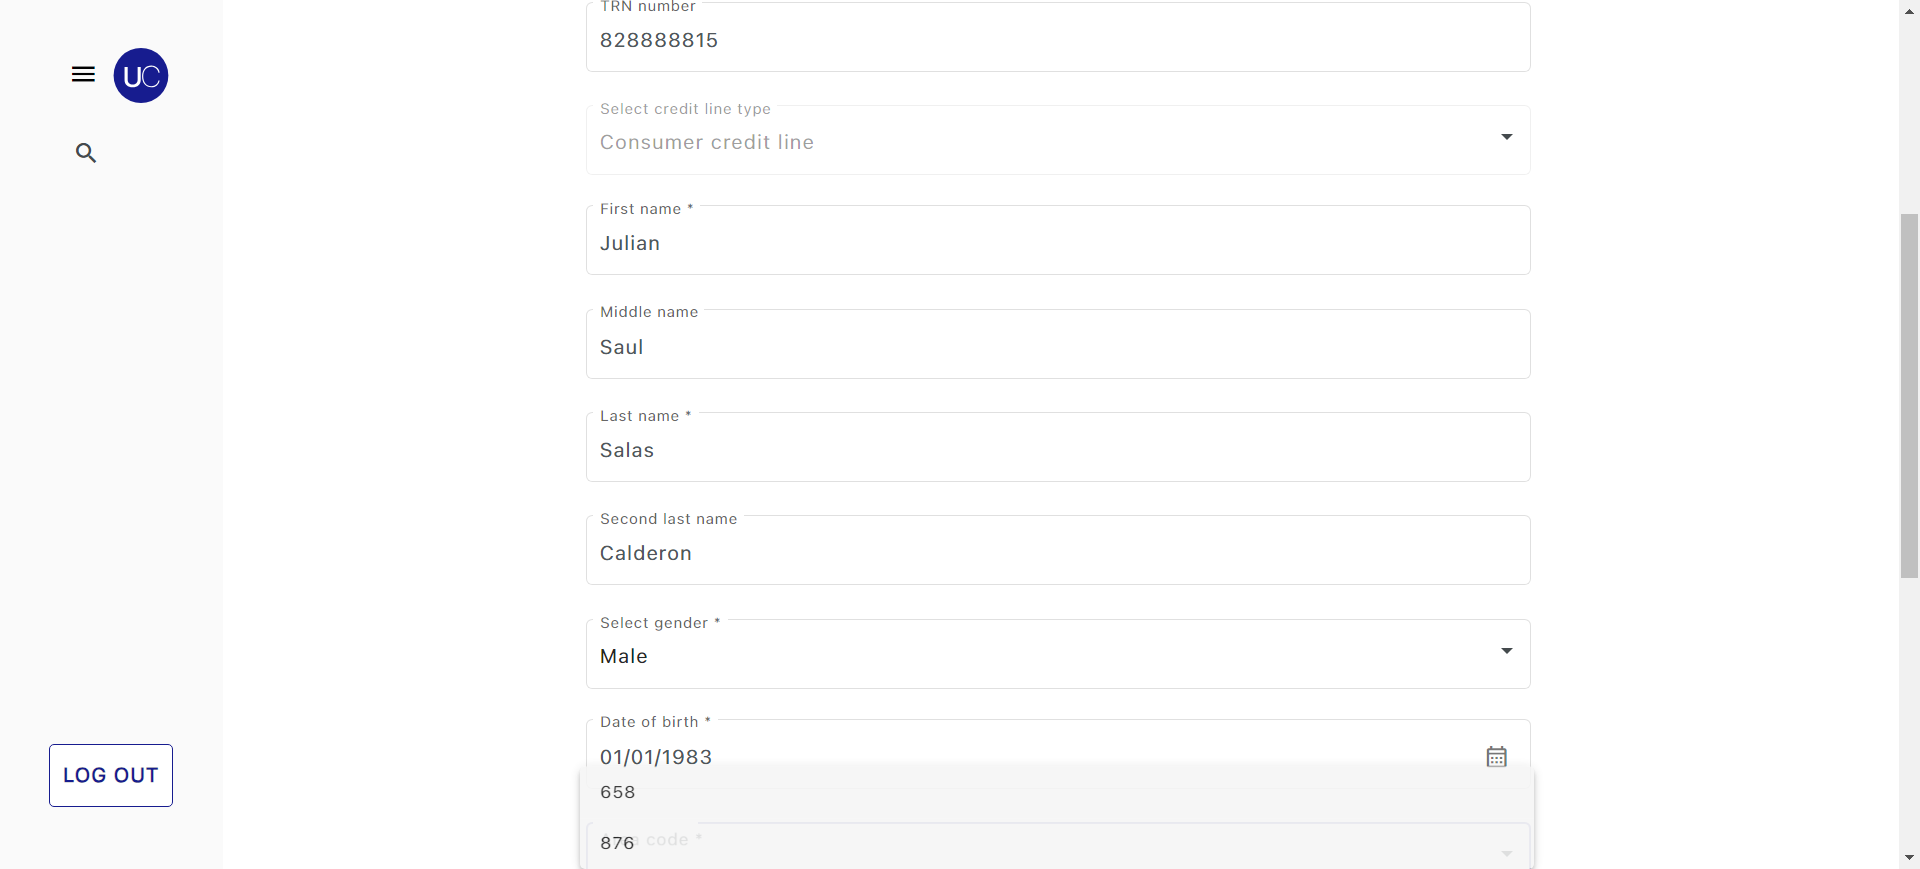 UC
LOG OUT
TRN number
828888815
Select credit line type
Consumer credit line
First name *
Julian
Middle name
Saul
Last name *
Salas
Second last name
Calderon
Select gender *
Male
Date of birth *
01/01/1983
658
Area code *
876